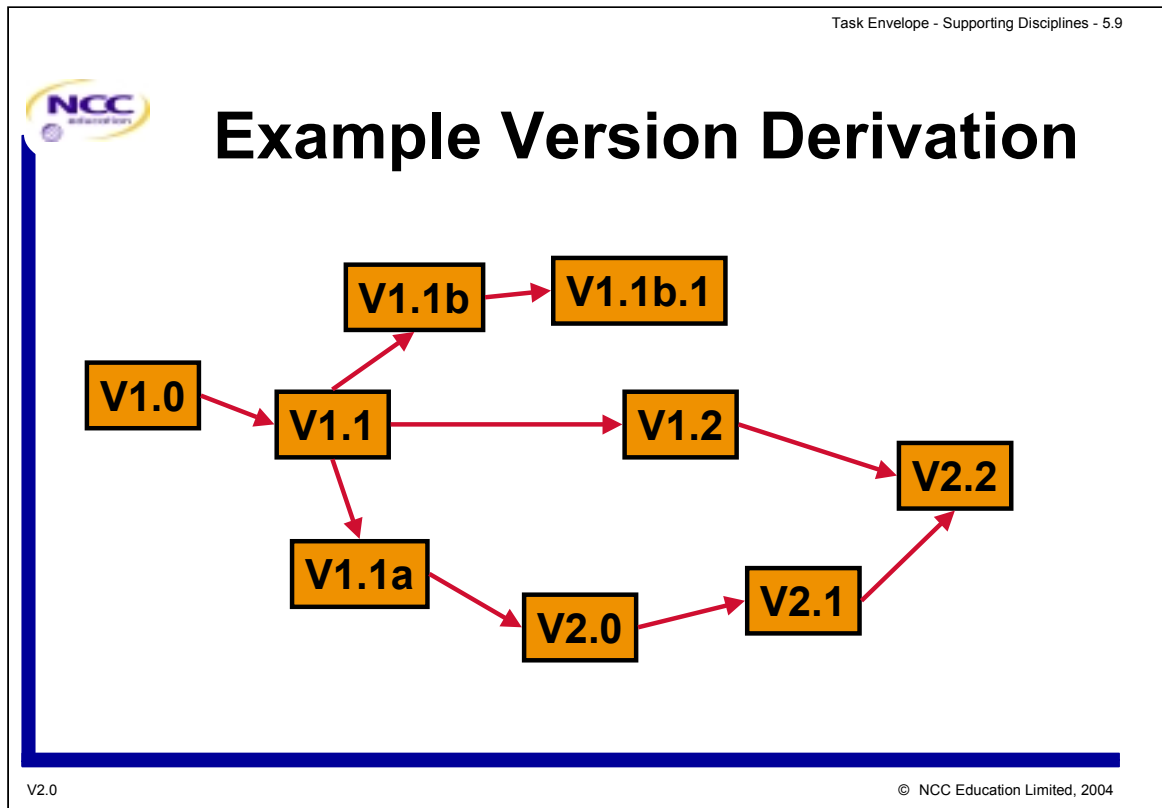 Task Envelope - Supporting Disciplines - 5.9
NCC
education
Example Version Derivation
V1.1b
V1.1b.1
V1.0
V1.1
V1.2
V2.2
V1.1a
V2.0
V2.1
V2.0
© NCC Education Limited, 2004